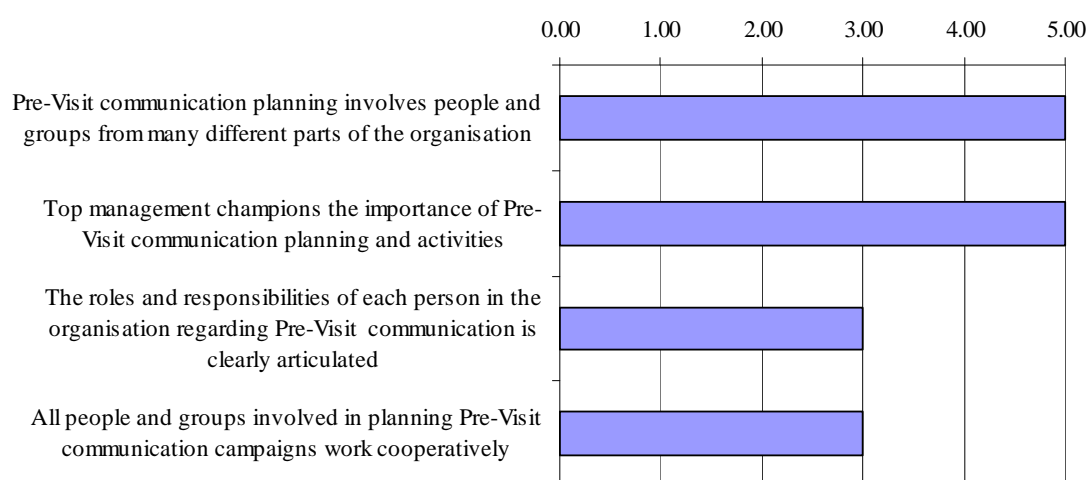 0.00 1.00 2.00 3.00 4.00 5.00
Pre-Visit communication planning involves people and
groups from many different parts of the organisation
Top management champions the importance of Pre-
Visit communication planning and activities
The roles and responsibilities of each person in the
organisation regarding Pre-Visit communication is
clearly articulated
All people and groups involved in planning Pre-Visit
communication campaigns work cooperatively